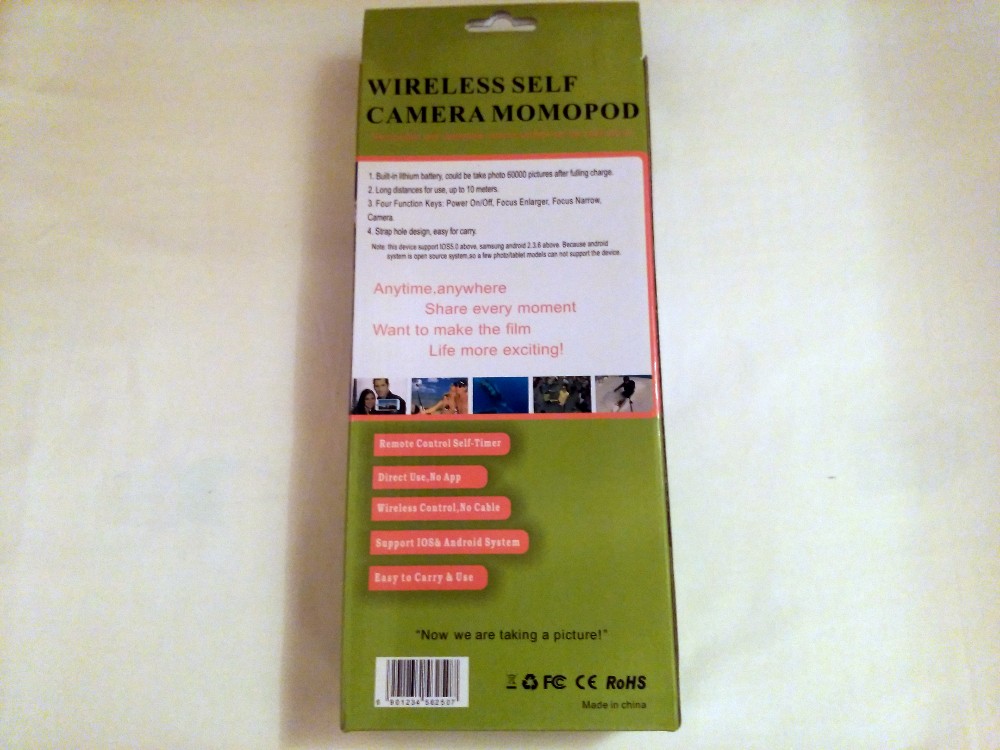 WIRELESS SELF
CAMERA MOMOPOD
1. Built-in lithium battery, could be take photo 60000 pictures after fulling charge.
2. Long distances for use, up to 10 meters.
3. Four Function Keys: Power On/Off, Focus Enlarger, Focus Narrow,
Camera.
4. Strap hole design, easy for carry.
Note: this device support IOS5.0 above, samsung android 2.3.6 above. Because android
system is open source system,so a few photo/tablet models can not support the device.
Anytime,anywhere
Share every moment
Want to make the film
Life more exciting!
Remote Control Self-Timer
Direct Use,No App
Wireless Control,No Cable
Support IOS& Android System
Easy to Carry & Use
"Now we are taking a picture!"
FC CE RoHS
6 901234 562507
Made in china